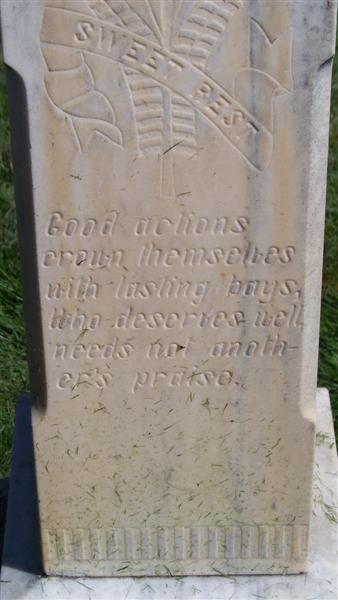 SWEET REST
Good actions
crown themselves
with lasting bays,
Who deserves well,
needs not anoth-
er's praise.